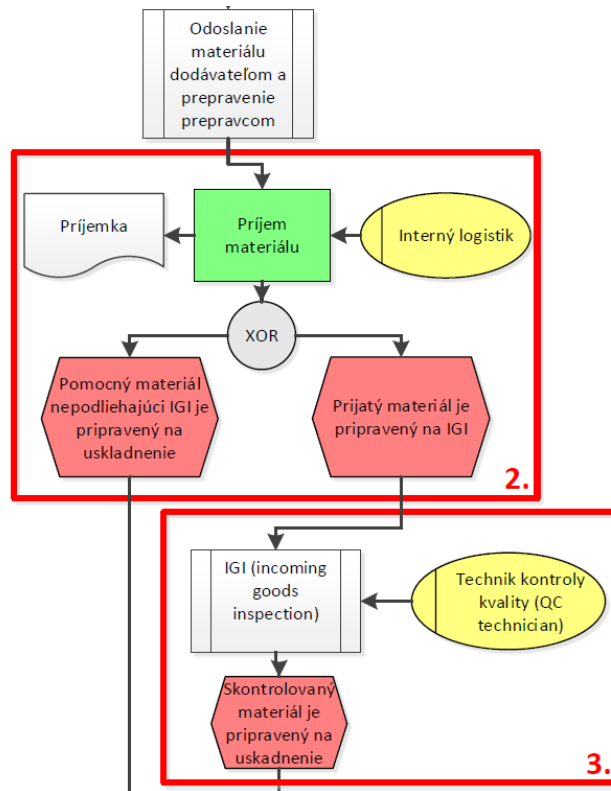 Odoslanie
materiálu
dodávateľom a
prepravenie
prepravcom
Príjemka
Príjem
materiálu
Interný logistik
XOR
Pomocný materiál
nepodliehajúci IGI je
pripravený na
uskladnenie
Prijatý materiál je
pripravený na IGI
2.
IGI (incoming
goods
inspection)
Technik kontroly
kvality (QC
technician)
Skontrolovaný
materiál je
pripravený na
uskadnenie
3.